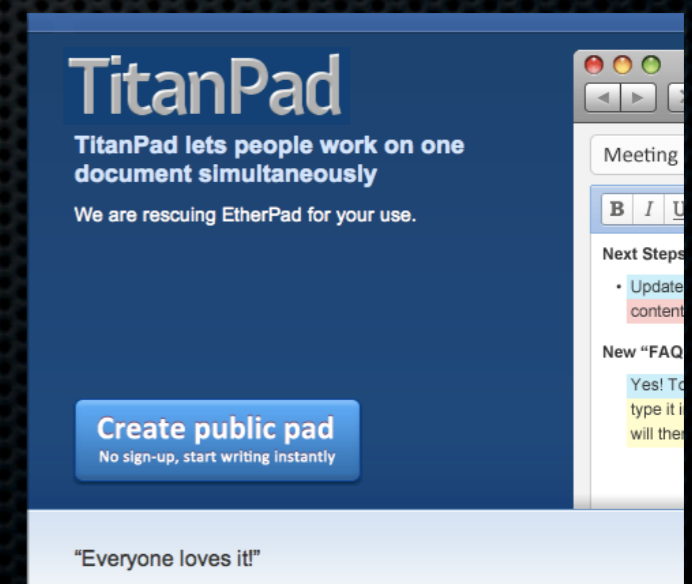 TitanPad
TitanPad lets people work on one
document simultaneously
We are rescuing EtherPad for your use.
Create public pad
No sign-up, start writing instantly
“Everyone loves it!”
Meeting
B I U
Next Steps
• Update
content
New “FAQ
Yes! To
type it i
will then